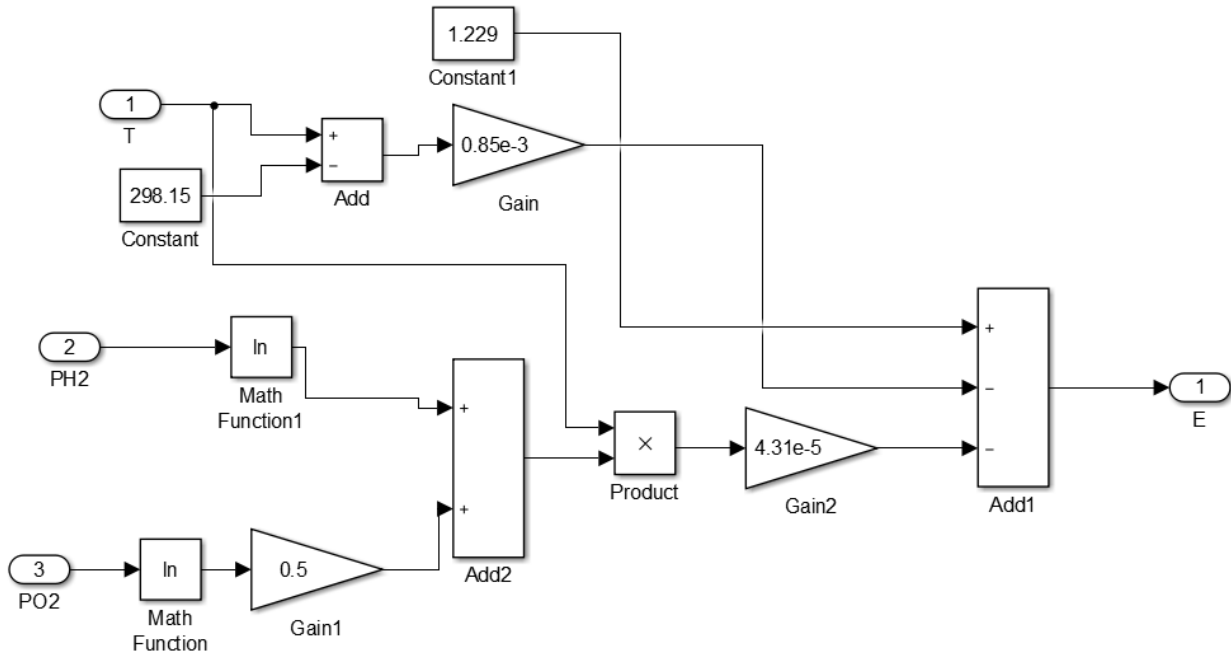 1.229
Constant1
1
T
+
−
Add
0.85e-3
Gain
298.15
Constant
2
PH2
ln
Math
Function1
+
+
Add2
×
Product
4.31e-5
Gain2
+
−
−
Add1
1
E
3
PO2
ln
Math
Function
0.5
Gain1